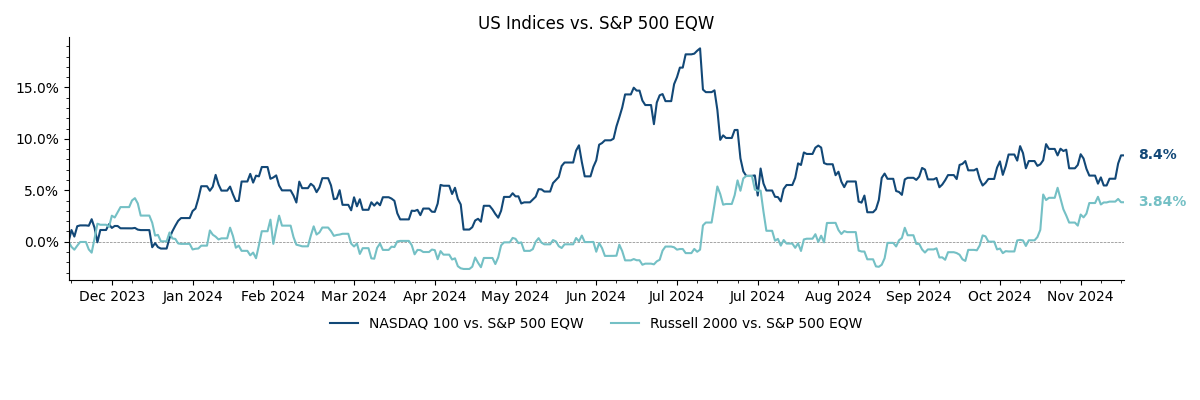 US Indices vs. S&P 500 EQW
15.0%
10.0%
5.0%
0.0%
8.4%
3.84%
Dec 2023 Jan 2024 Feb 2024 Mar 2024 Apr 2024 May 2024 Jun 2024 Jul 2024 Jul 2024 Aug 2024 Sep 2024 Oct 2024 Nov 2024
NASDAQ 100 vs. S&P 500 EQW Russell 2000 vs. S&P 500 EQW